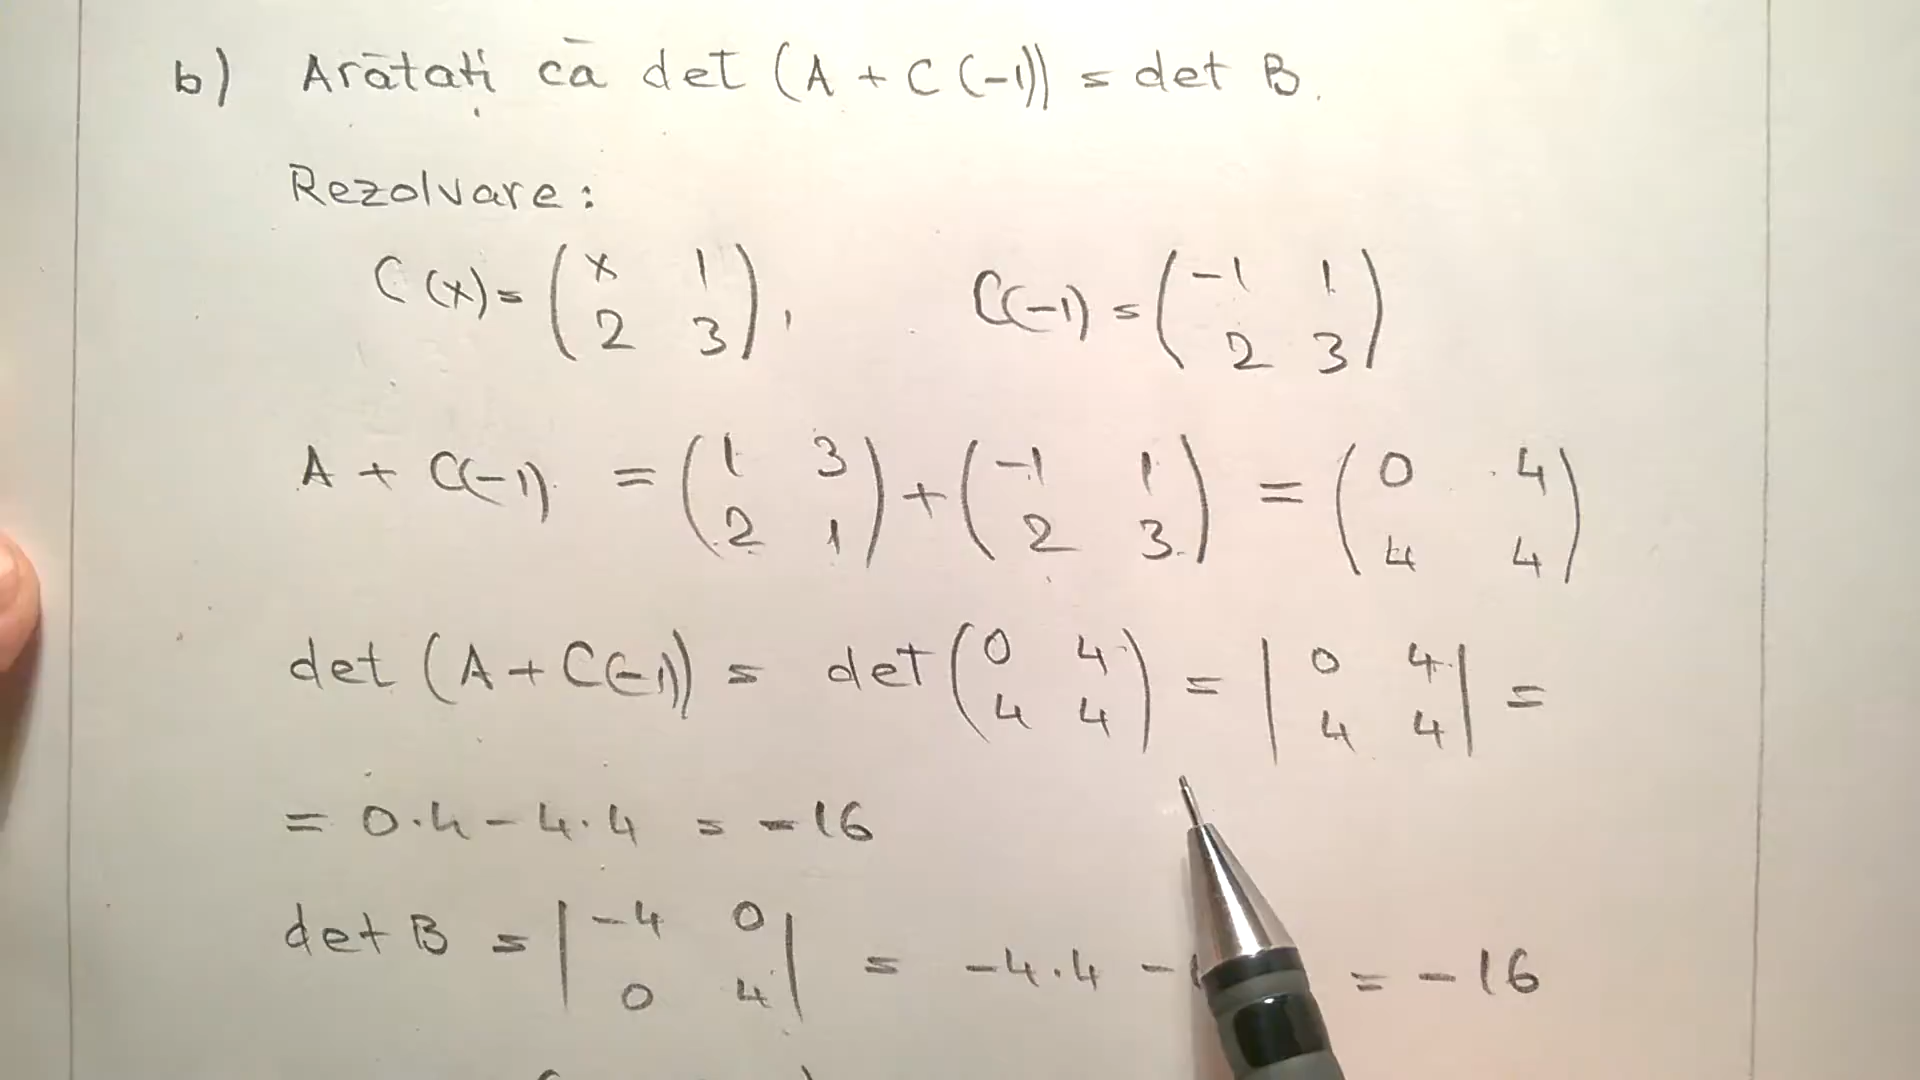 b) Arătați că det (A + C(-1)) = det B.
Rezolvare:
C(x) = (x 1 2 3), C(-1) = (-1 1 2 3)
A + C(-1) = (1 3 2 1) + (-1 1 2 3) = (0 4 4 4)
det (A + C(-1)) = det (0 4 4 4) = |0 4 4 4| =
= 0·4 - 4·4 = -16
det B = |-4 0 0 4| = -4·4 - = -16